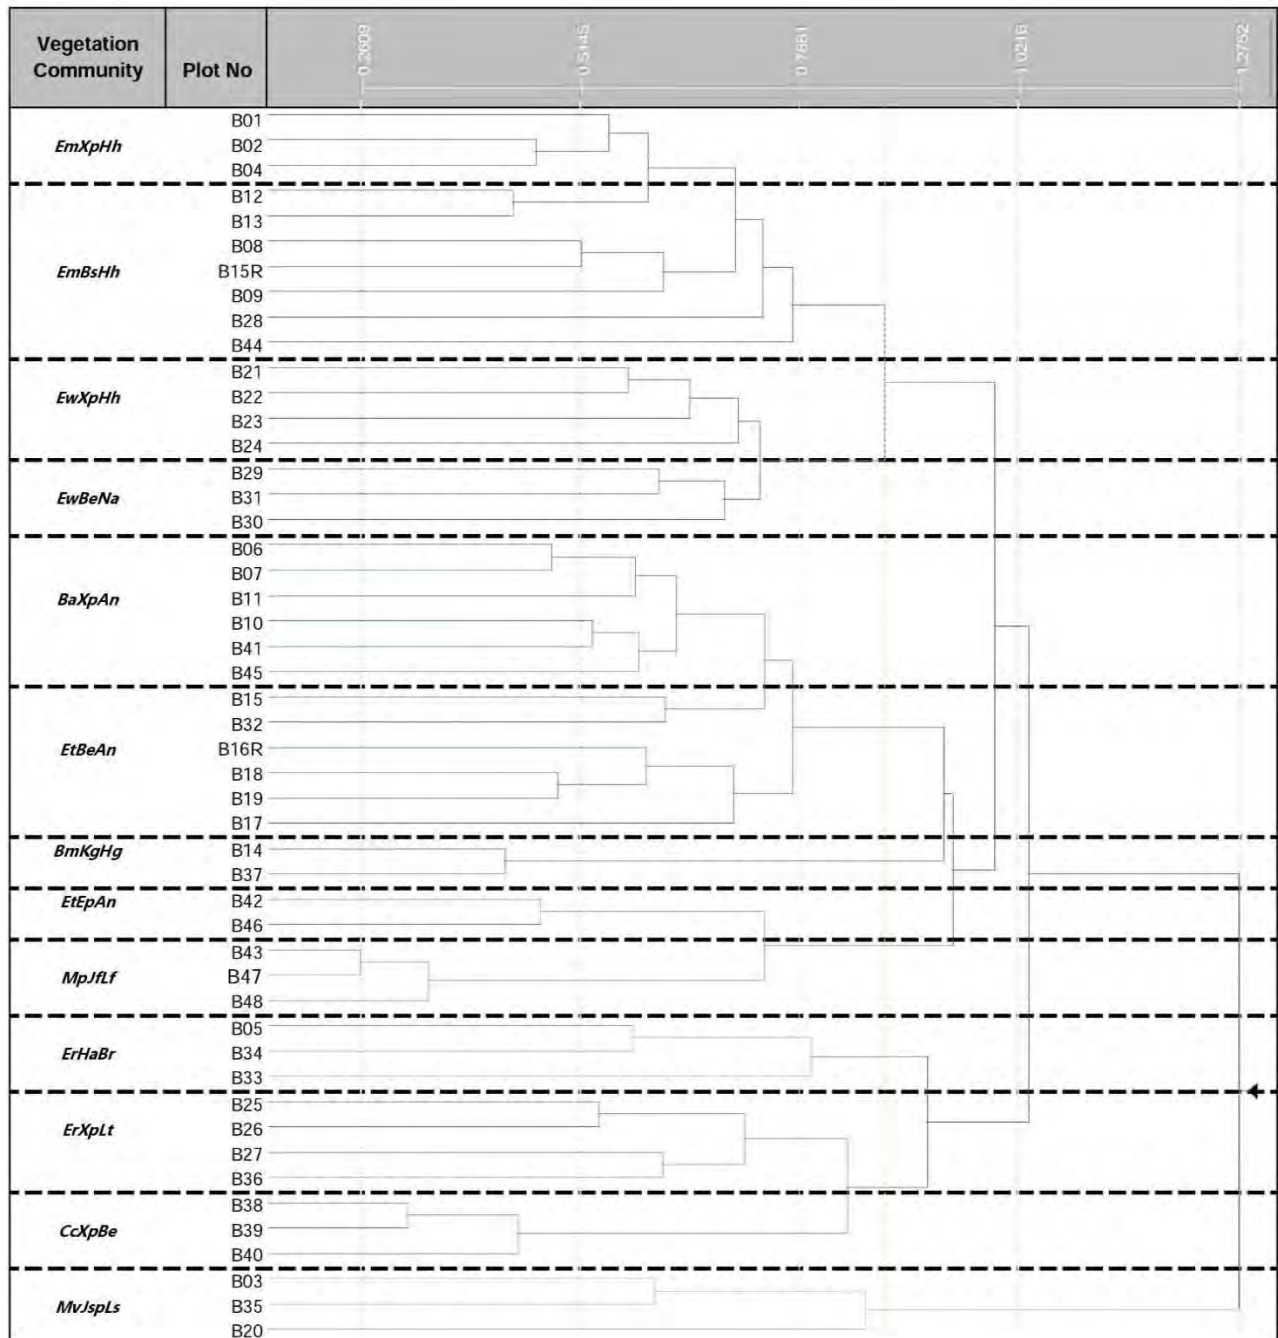 Vegetation
Community
Plot No
0.2609
0.5145
0.7681
1.0216
1.2752
EmXpHh
B01
B02
B04
EmBsHh
B12
B13
B08
B15R
B09
B28
B44
EwXpHh
B21
B22
B23
B24
EwBeNa
B29
B31
B30
BaXpAn
B06
B07
B11
B10
B41
B45
EtBeAn
B15
B32
B16R
B18
B19
B17
BmKgHg
B14
B37
EtEpAn
B42
B46
MpJfLf
B43
B47
B48
ErHaBr
B05
B34
B33
ErXpLt
B25
B26
B27
B36
CcXpBe
B38
B39
B40
MvJspLs
B03
B35
B20